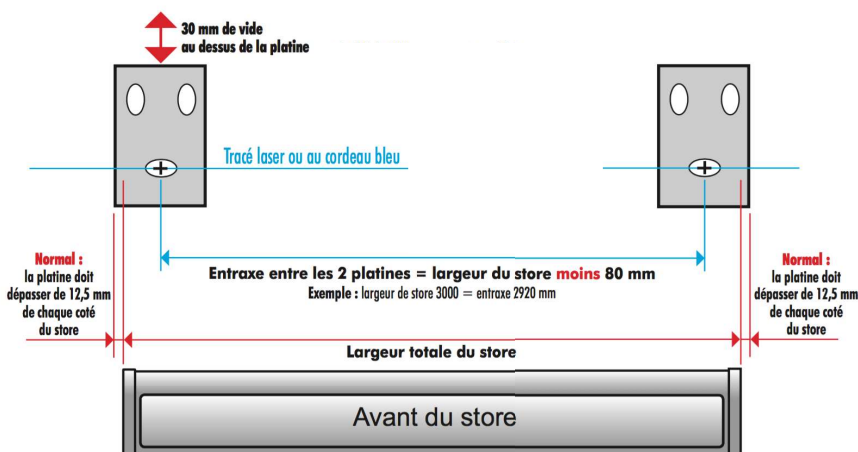 30 mm de vide
au dessus de la platine
Tracé laser ou au cordeau bleu
Normal :
la platine doit
dépasser de 12,5 mm
de chaque coté
du store
Entraxe entre les 2 platines = largeur du store moins 80 mm
Exemple : largeur de store 3000 = entraxe 2920 mm
Normal :
la platine doit
dépasser de 12,5 mm
de chaque coté
du store
Largeur totale du store
Avant du store